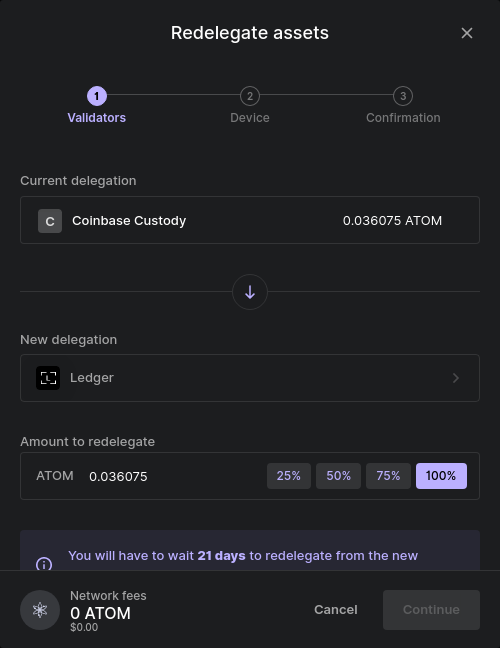 Redelegate assets
1
2
3
Validators
Device
Confirmation
Current delegation
C
Coinbase Custody
0.036075 ATOM
New delegation
L
Ledger
Amount to redelegate
ATOM
0.036075
25%
50%
75%
100%
You will have to wait 21 days to redelegate from the new
Network fees
0 ATOM
$0.00
Cancel
Continue